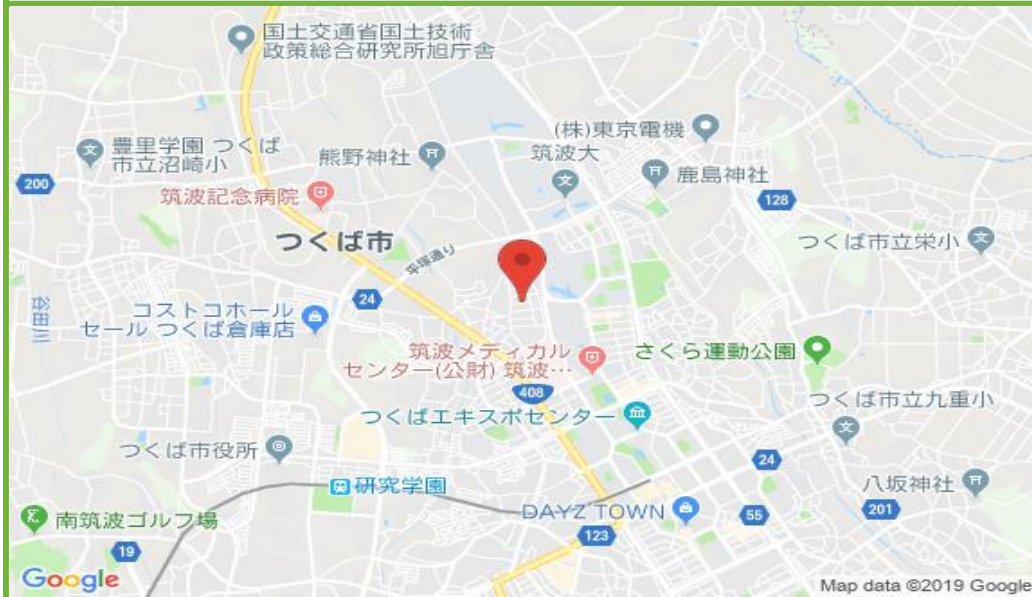 国土交通省国土技術
政策総合研究所旭庁舎
(株)東京電機
筑波大
豊里学園 つくば
市立沼崎小
熊野神社
鹿島神社
200
筑波記念病院
128
つくば市
つくば市立栄小
平塚通り
谷田川
24
コストコホール
セール つくば倉庫店
筑波メディカル
センター(公財) 筑波…
さくら運動公園
408
つくばエキスポセンター
つくば市立九重小
つくば市役所
24
研究学園
八坂神社
201
DAYZ TOWN
55
南筑波ゴルフ場
123
19
Google
Map data ©2019 Google